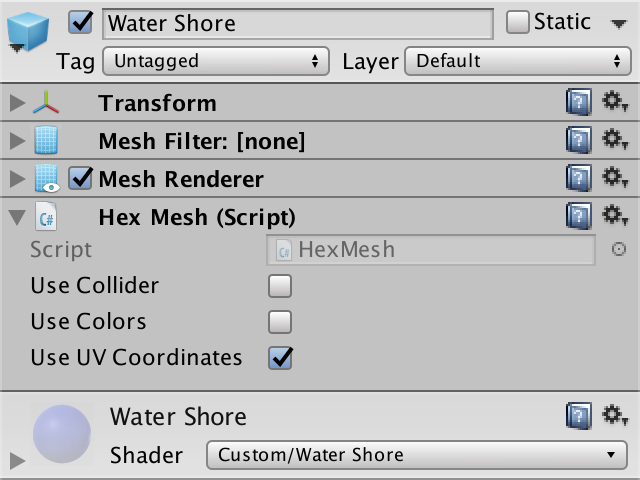 Water Shore Static
Tag Untagged Layer Default
Transform
Mesh Filter: [none]
Mesh Renderer
C# Hex Mesh (Script)
Script C# HexMesh
Use Collider
Use Colors
Use UV Coordinates
Water Shore
Shader Custom/Water Shore